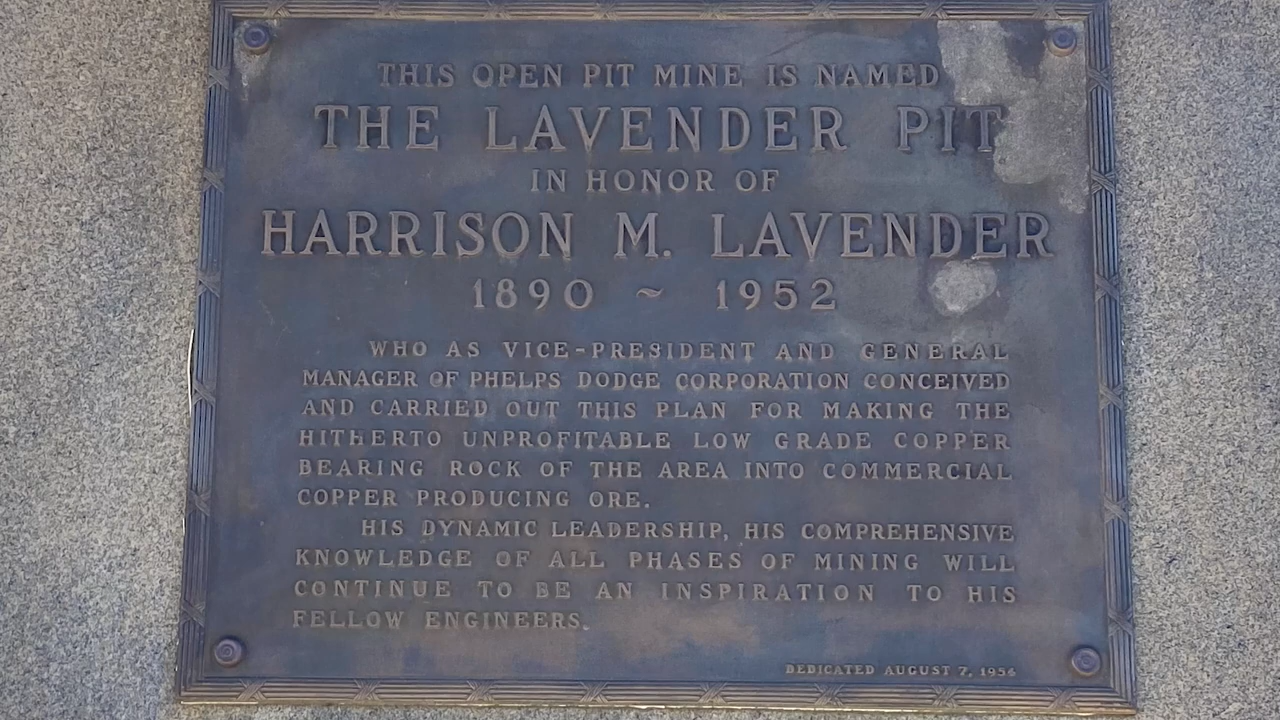 THIS OPEN PIT MINE IS NAMED
THE LAVENDER PIT
IN HONOR OF
HARRISON M. LAVENDER
1890 ~ 1952
WHO AS VICE-PRESIDENT AND GENERAL
MANAGER OF PHELPS DODGE CORPORATION CONCEIVED
AND CARRIED OUT THIS PLAN FOR MAKING THE
HITHERTO UNPROFITABLE LOW GRADE COPPER
BEARING ROCK OF THE AREA INTO COMMERCIAL
COPPER PRODUCING ORE.
HIS DYNAMIC LEADERSHIP, HIS COMPREHENSIVE
KNOWLEDGE OF ALL PHASES OF MINING WILL
CONTINUE TO BE AN INSPIRATION TO HIS
FELLOW ENGINEERS.
DEDICATED AUGUST 7, 1954